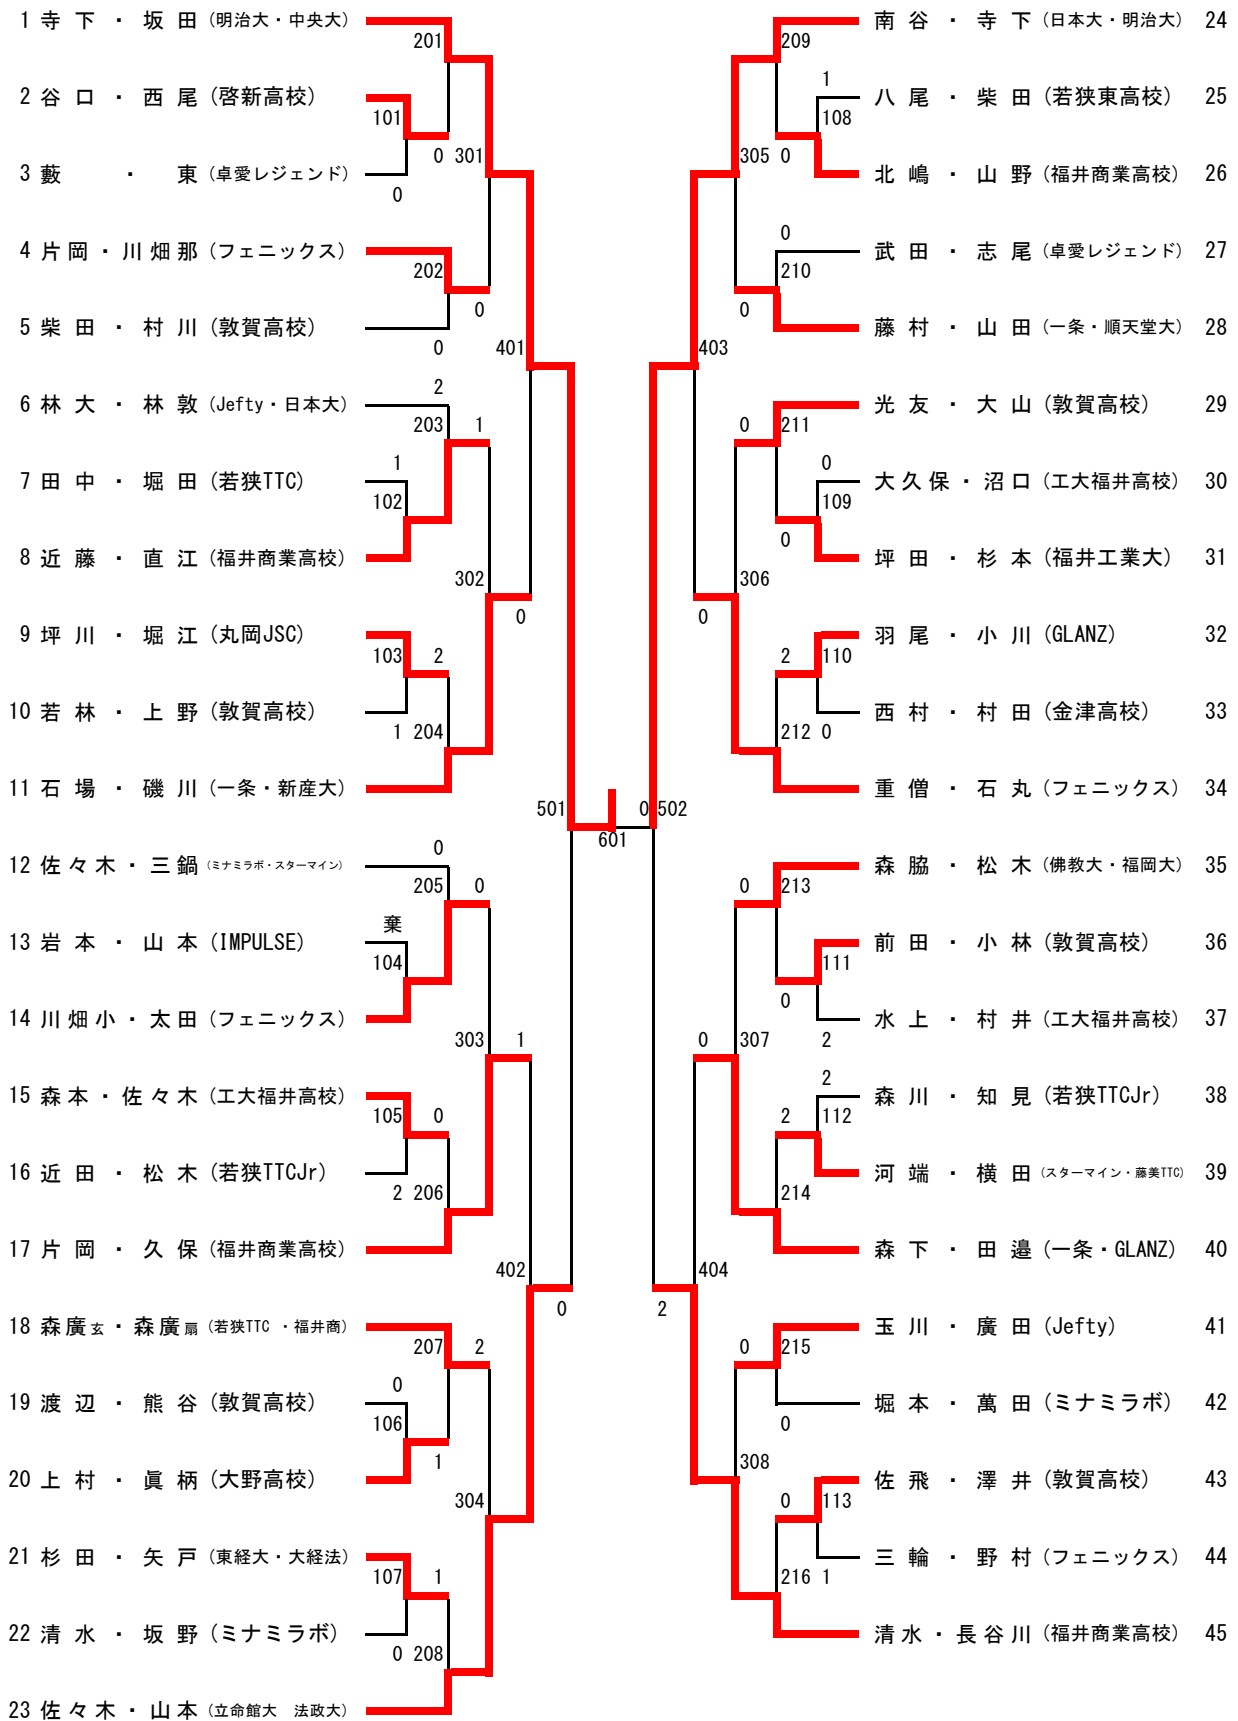 1 寺下・坂田 (明治大・中央大)
201
2 谷口・西尾 (啓新高校)
101
0 301
3 藪・東 (卓愛レジェンド)
0
4 片岡・川畑那 (フェニックス)
202
0
5 柴田・村川 (敦賀高校)
0 401
6 林大・林敦 (Jefty・日本大)
2
203 1
7 田中・堀田 (若狭TTC)
1
102
8 近藤・直江 (福井商業高校)
302
0
9 坪川・堀江 (丸岡JSC)
103 2
10 若林・上野 (敦賀高校)
1 204
11 石場・磯川 (一条・新産大)
501
601
12 佐々木・三鍋 (ミナミラボ・スターマイン)
0
205 0
13 岩本・山本 (IMPULSE)
棄
104
14 川畑小・太田 (フェニックス)
303 1
15 森本・佐々木 (工大福井高校)
105 0
16 近田・松木 (若狭TTCJr)
2 206
17 片岡・久保 (福井商業高校)
402
0
18 森廣玄・森廣扇 (若狭TTC ・福井商)
207 2
19 渡辺・熊谷 (敦賀高校)
0
106
1
20 上村・眞柄 (大野高校)
304
21 杉田・矢戸 (東経大・大経法)
107 1
22 清水・坂野 (ミナミラボ)
0 208
23 佐々木・山本 (立命館大 法政大)
南谷・寺下 (日本大・明治大) 24
209
1
八尾・柴田 (若狭東高校) 25
108
305 0
北嶋・山野 (福井商業高校) 26
0
武田・志尾 (卓愛レジェンド) 27
210
0
藤村・山田 (一条・順天堂大) 28
403
光友・大山 (敦賀高校) 29
0 211
0
大久保・沼口 (工大福井高校) 30
109
0
坪田・杉本 (福井工業大) 31
306
0
羽尾・小川 (GLANZ) 32
2 110
西村・村田 (金津高校) 33
212 0
重僧・石丸 (フェニックス) 34
0 502
森脇・松木 (佛教大・福岡大) 35
0 213
前田・小林 (敦賀高校) 36
111
0
水上・村井 (工大福井高校) 37
0 307 2
2
森川・知見 (若狭TTCJr) 38
2 112
河端・横田 (スターマイン・藤美TTC) 39
214
森下・田邉 (一条・GLANZ) 40
404
2
玉川・廣田 (Jefty) 41
0 215
堀本・萬田 (ミナミラボ) 42
0
308
佐飛・澤井 (敦賀高校) 43
0 113
三輪・野村 (フェニックス) 44
216 1
清水・長谷川 (福井商業高校) 45